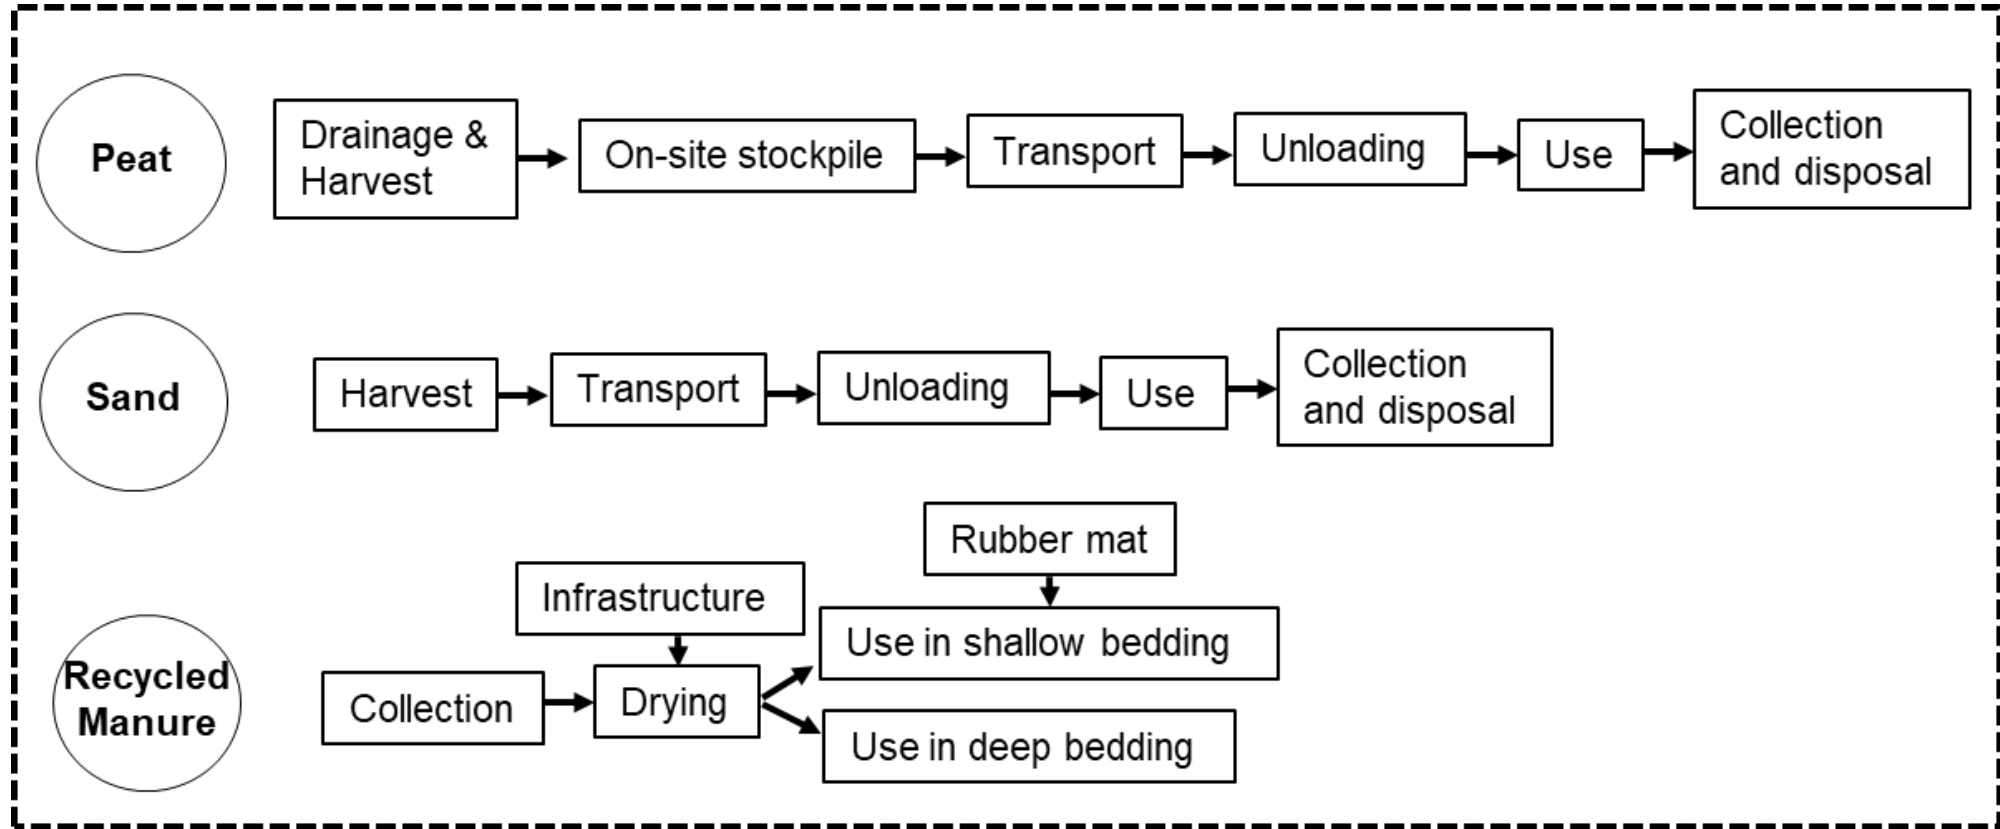 Peat
Drainage &
Harvest
On-site stockpile
Transport
Unloading
Use
Collection
and disposal
Sand
Harvest
Transport
Unloading
Use
Collection
and disposal
Recycled
Manure
Collection
Infrastructure
Drying
Rubber mat
Use in shallow bedding
Use in deep bedding